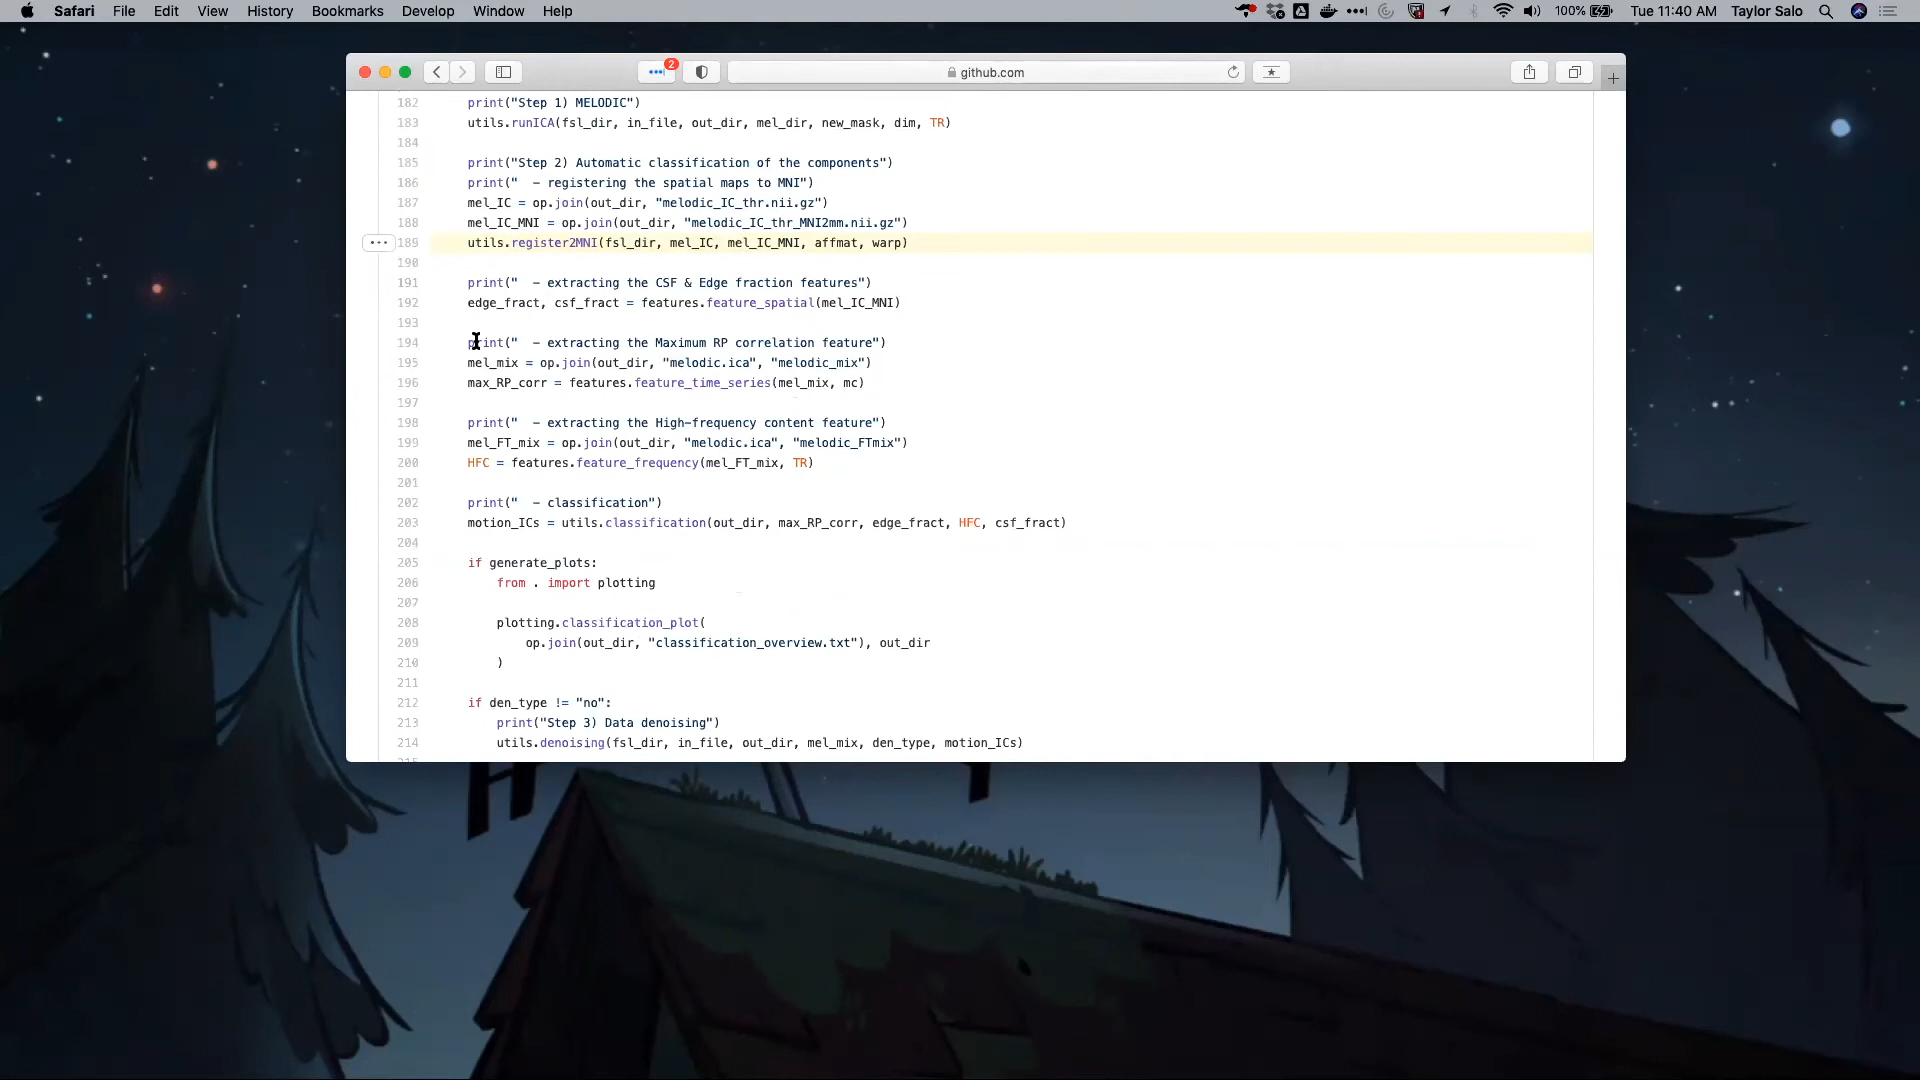 Safari File Edit View History Bookmarks Develop Window Help 100% Tue 11:40 AM Taylor Salo
2
github.com
182 print("Step 1) MELODIC")
183 utils.runICA(fsl_dir, in_file, out_dir, mel_dir, new_mask, dim, TR)
184
185 print("Step 2) Automatic classification of the components")
186 print("  - registering the spatial maps to MNI")
187 mel_IC = op.join(out_dir, "melodic_IC_thr.nii.gz")
188 mel_IC_MNI = op.join(out_dir, "melodic_IC_thr_MNI2mm.nii.gz")
189 utils.register2MNI(fsl_dir, mel_IC, mel_IC_MNI, affmat, warp)
190
191 print("  - extracting the CSF & Edge fraction features")
192 edge_fract, csf_fract = features.feature_spatial(mel_IC_MNI)
193
194 print("  - extracting the Maximum RP correlation feature")
195 mel_mix = op.join(out_dir, "melodic.ica", "melodic_mix")
196 max_RP_corr = features.feature_time_series(mel_mix, mc)
197
198 print("  - extracting the High-frequency content feature")
199 mel_FT_mix = op.join(out_dir, "melodic.ica", "melodic_FTmix")
200 HFC = features.feature_frequency(mel_FT_mix, TR)
201
202 print("  - classification")
203 motion_ICs = utils.classification(out_dir, max_RP_corr, edge_fract, HFC, csf_fract)
204
205 if generate_plots:
206 from . import plotting
207
208 plotting.classification_plot(
209 op.join(out_dir, "classification_overview.txt"), out_dir
210 )
211
212 if den_type != "no":
213 print("Step 3) Data denoising")
214 utils.denoising(fsl_dir, in_file, out_dir, mel_mix, den_type, motion_ICs)